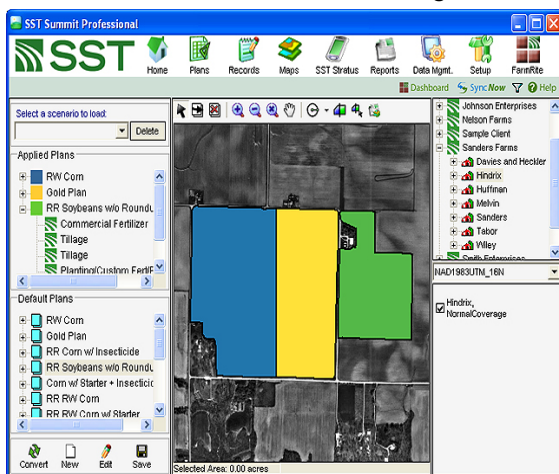 SST Summit Professional
SST
Home
Plans
Records
Maps
SST Stratus
Reports
Data Mgmt.
Setup
FarmRite
Dashboard
Sync Now
Help
Select a scenario to load:
Delete
Applied Plans
RW Corn
Gold Plan
RR Soybeans w/o Roundu
Commercial Fertilizer
Tillage
Tillage
Planting(Custom Fert/F
Default Plans
RW Corn
Gold Plan
RR Corn w/ Insecticide
RR Soybeans w/o Roundu
Corn w/ Starter + Insecticic
RR RW Corn
RR RW Corn w/ Starter
Convert
New
Edit
Save
Selected Area: 0.00 acres
Johnson Enterprises
Nelson Farms
Sample Client
Sanders Farms
Davies and Heckler
Hindrix
Huffman
Melvin
Sanders
Tabor
Wiley
Smith Enterprises
NAD1983UTM_16N
Hindrix,
NormalCoverage